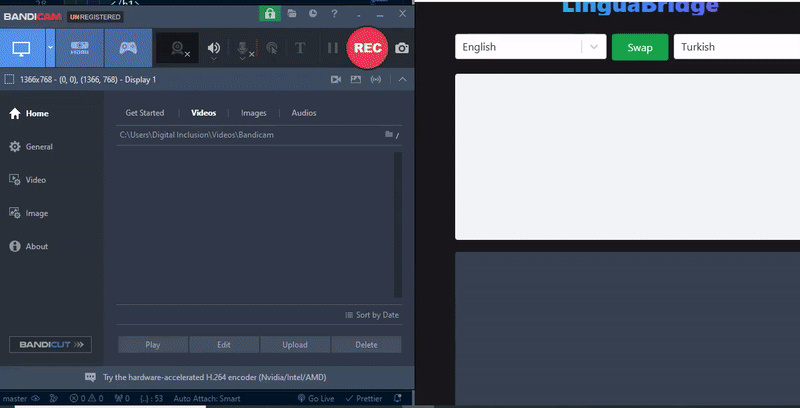 28 </h1>
BANDICAM UNREGISTERED
REC
1366x768 - (0, 0), (1366, 768) - Display 1
Home
General
Video
Image
About
BANDICUT
Get Started Videos Images Audios
C:\Users\Digital Inclusion\Videos\Bandicam
/
Sort by Date
Play Edit Upload Delete
Try the hardware-accelerated H.264 encoder (Nvidia/Intel/AMD)
master 0 0 0 {..} : 53 Auto Attach: Smart Go Live Prettier
LinguaBridge
English Swap Turkish